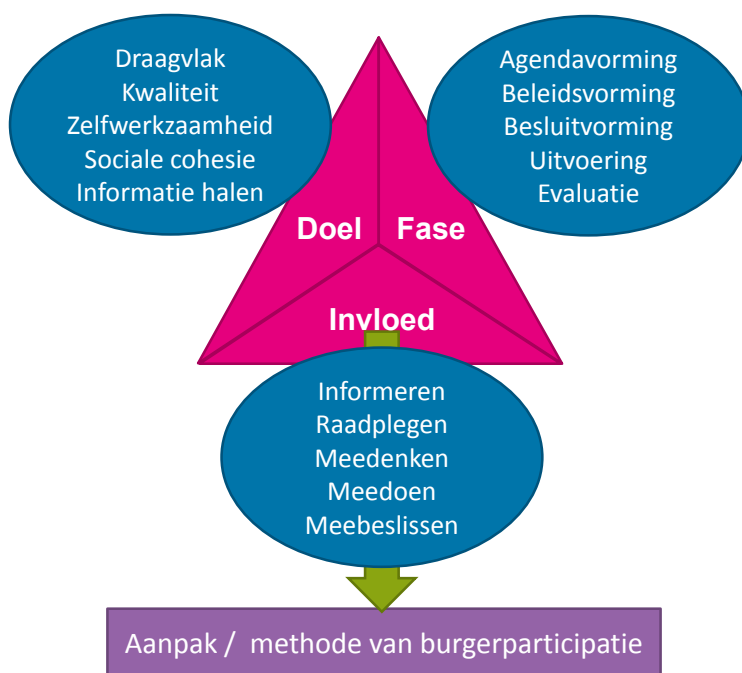 Draagvlak
Kwaliteit
Zelfwerkzaamheid
Sociale cohesie
Informatie halen
Agendavorming
Beleidsvorming
Besluitvorming
Uitvoering
Evaluatie
Doel
Fase
Invloed
Informeren
Raadplegen
Meedenken
Meedoen
Meebeslissen
Aanpak / methode van burgerparticipatie